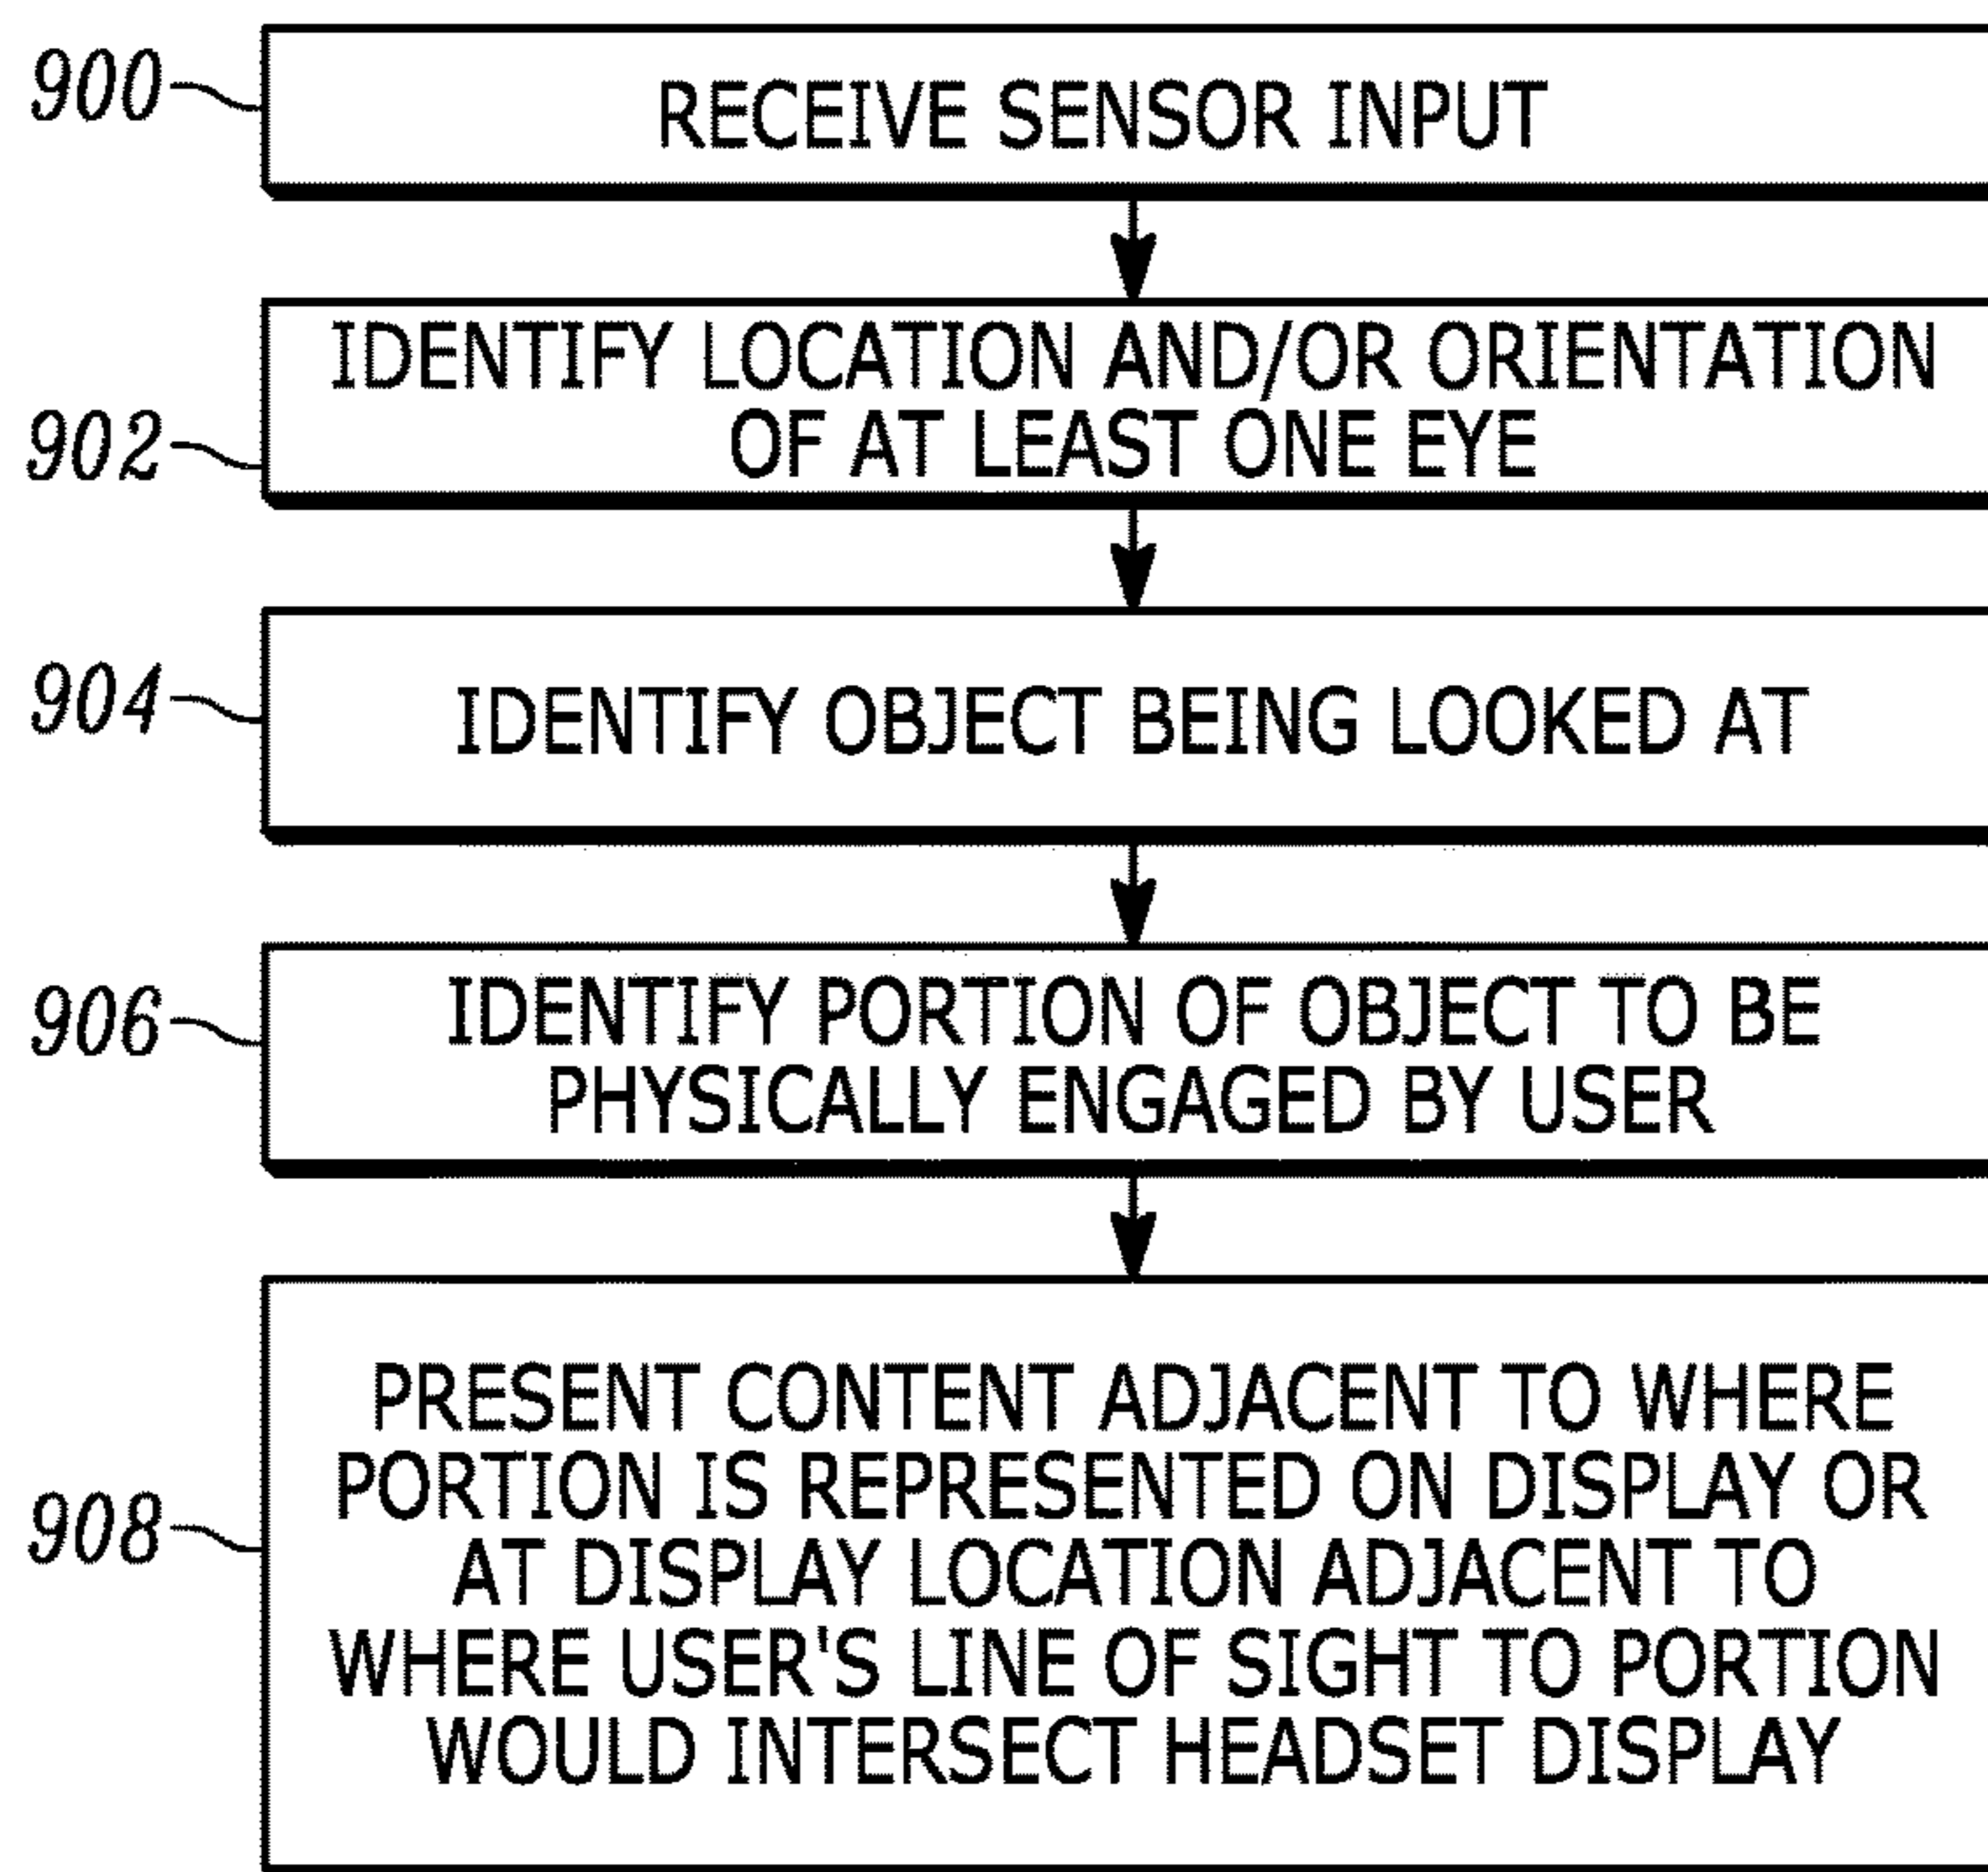 900
RECEIVE SENSOR INPUT
IDENTIFY LOCATION AND/OR ORIENTATION
902
OF AT LEAST ONE EYE
904
IDENTIFY OBJECT BEING LOOKED AT
906
IDENTIFY PORTION OF OBJECT TO BE
PHYSICALLY ENGAGED BY USER
908
PRESENT CONTENT ADJACENT TO WHERE
PORTION IS REPRESENTED ON DISPLAY OR
AT DISPLAY LOCATION ADJACENT TO
WHERE USER'S LINE OF SIGHT TO PORTION
WOULD INTERSECT HEADSET DISPLAY